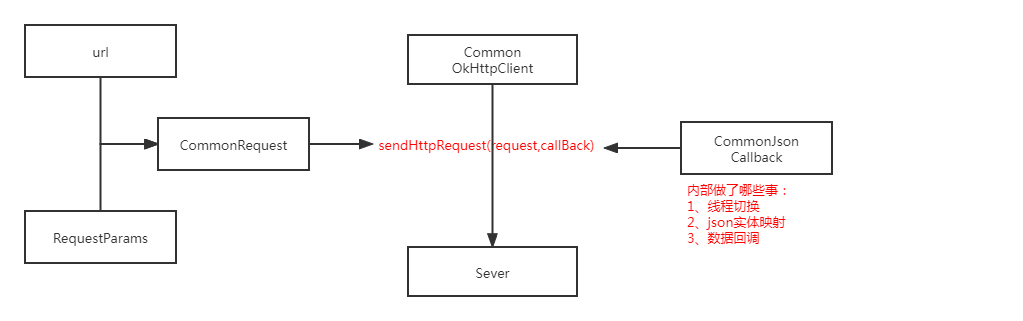 url
Common
OkHttpClient
CommonRequest
sendHttpRequest(request,callBack)
CommonJson
Callback
内部做了哪些事：
1、线程切换
2、json实体映射
3、数据回调
RequestParams
Sever